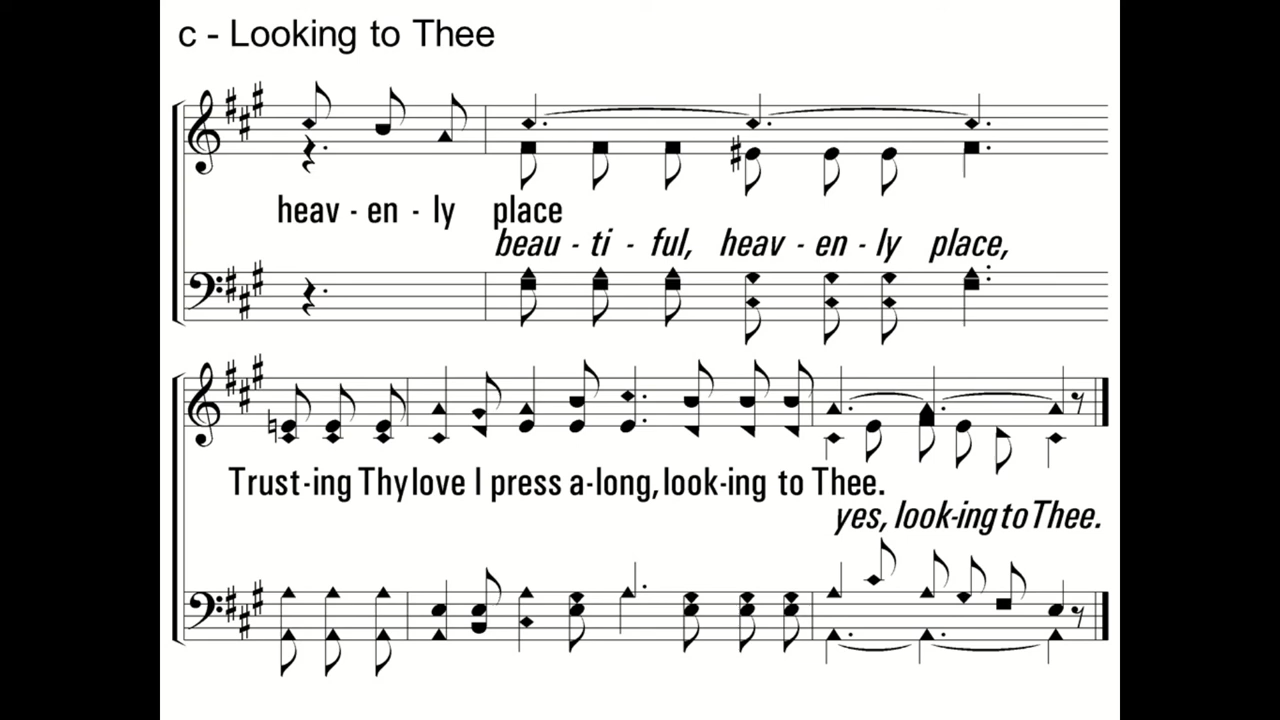 c - Looking to Thee
heav - en - ly place
beau - ti - ful, heav - en - ly place,
Trust-ing Thy love I press a-long, look-ing to Thee.
yes, look-ing to Thee.